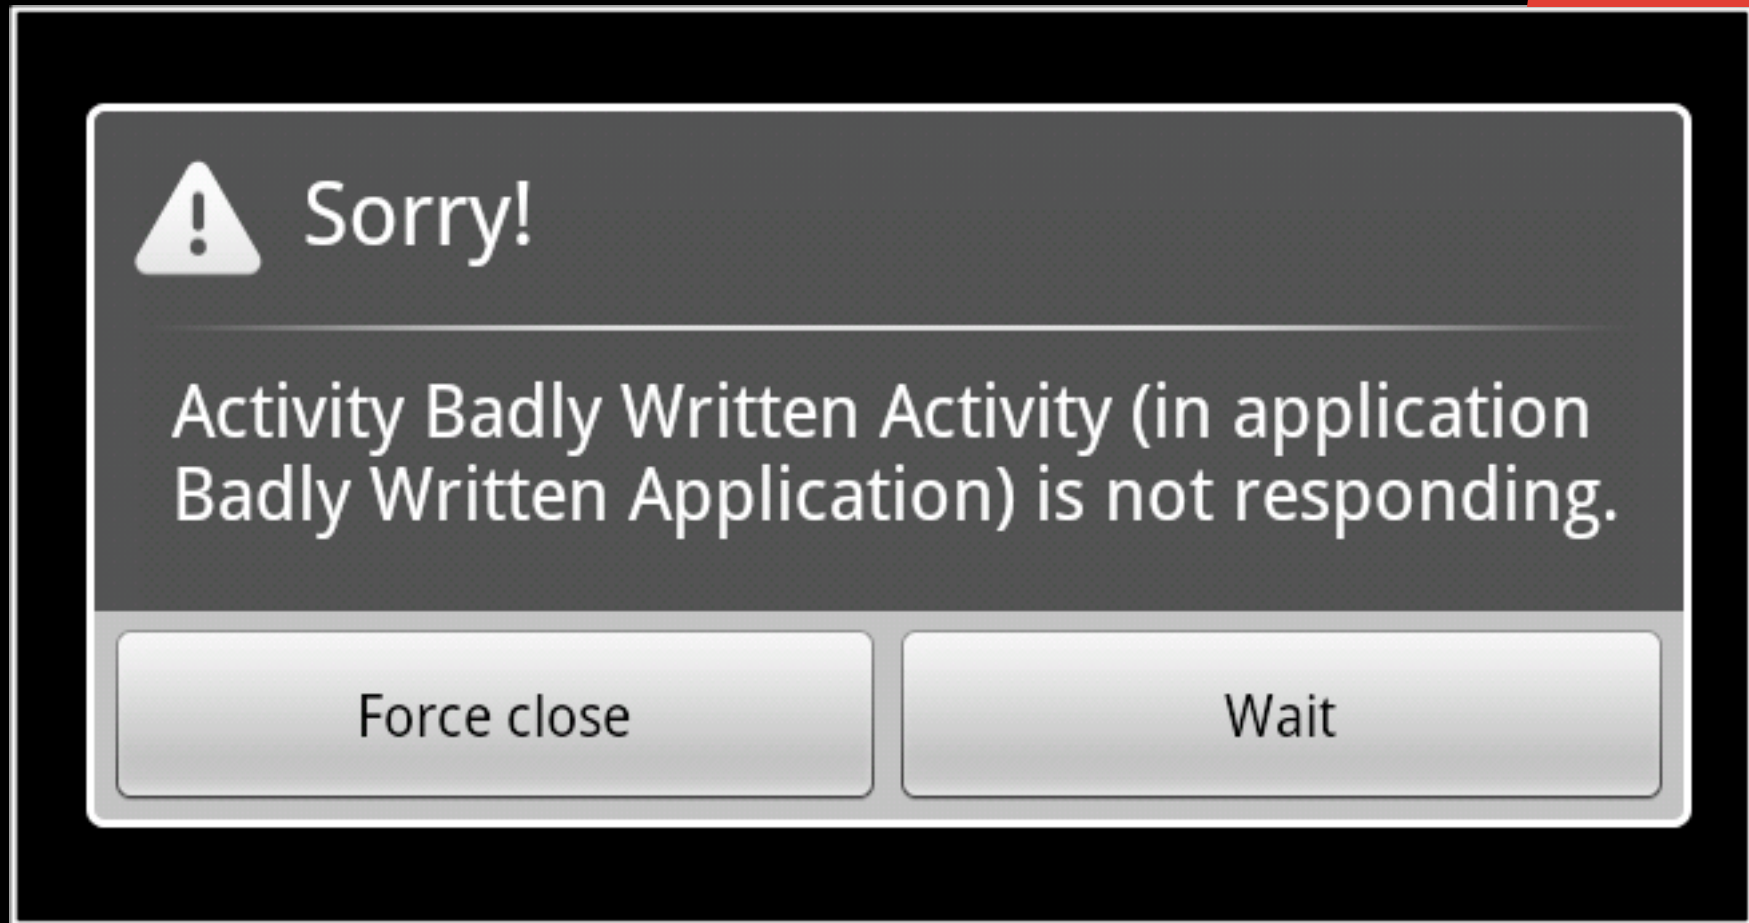 Sorry!
Activity Badly Written Activity (in application
Badly Written Application) is not responding.
Force close
Wait